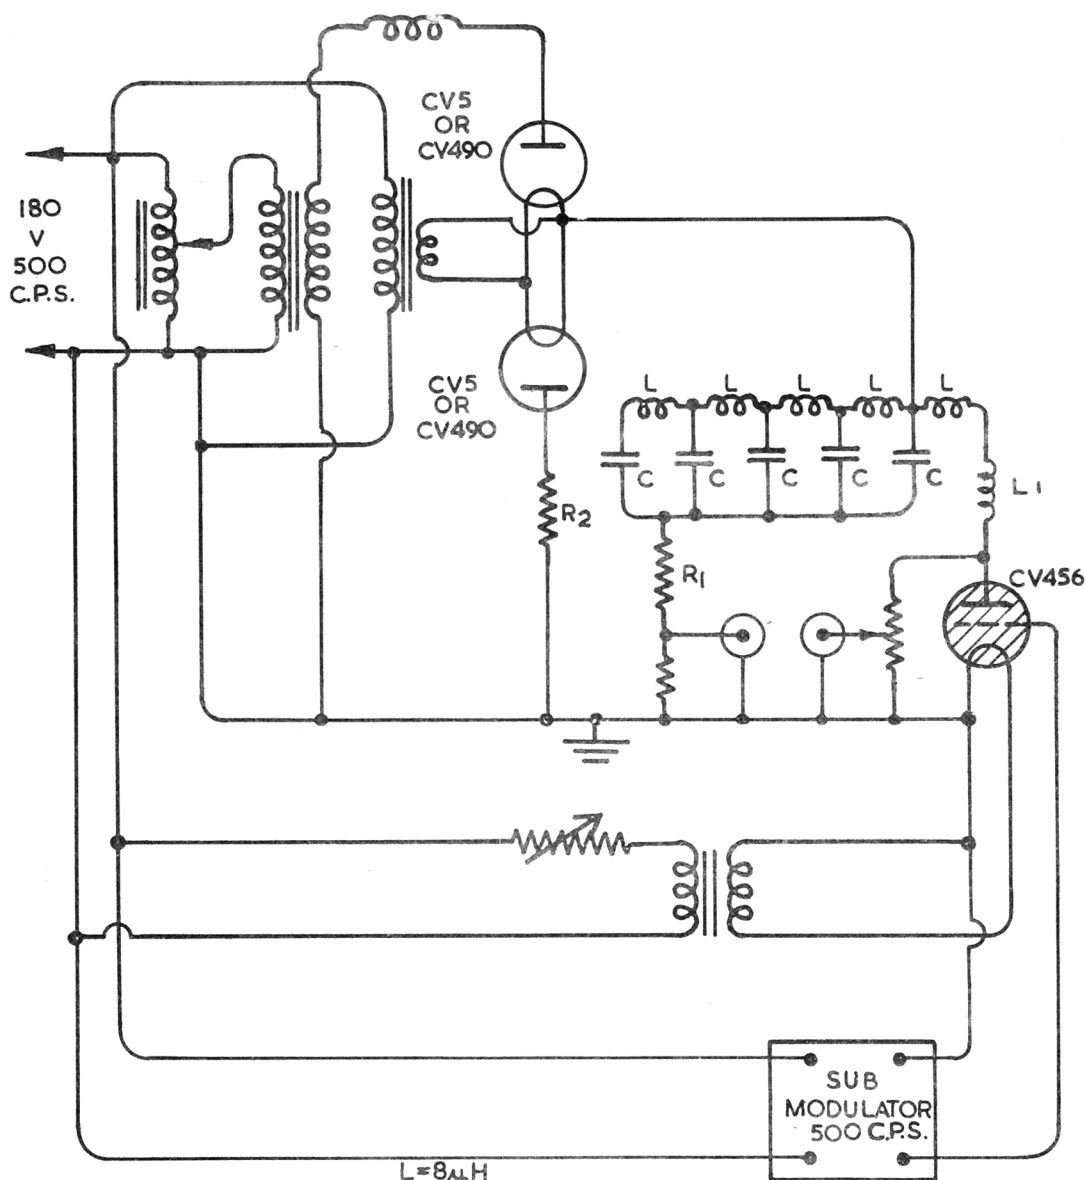 CV5
OR
CV490
180
V
500
C.P.S.
CV5
OR
CV490
L L L L L
C C C C C
L1
R2
R1
CV456
SUB
MODULATOR
500 C.P.S.
L=8μH